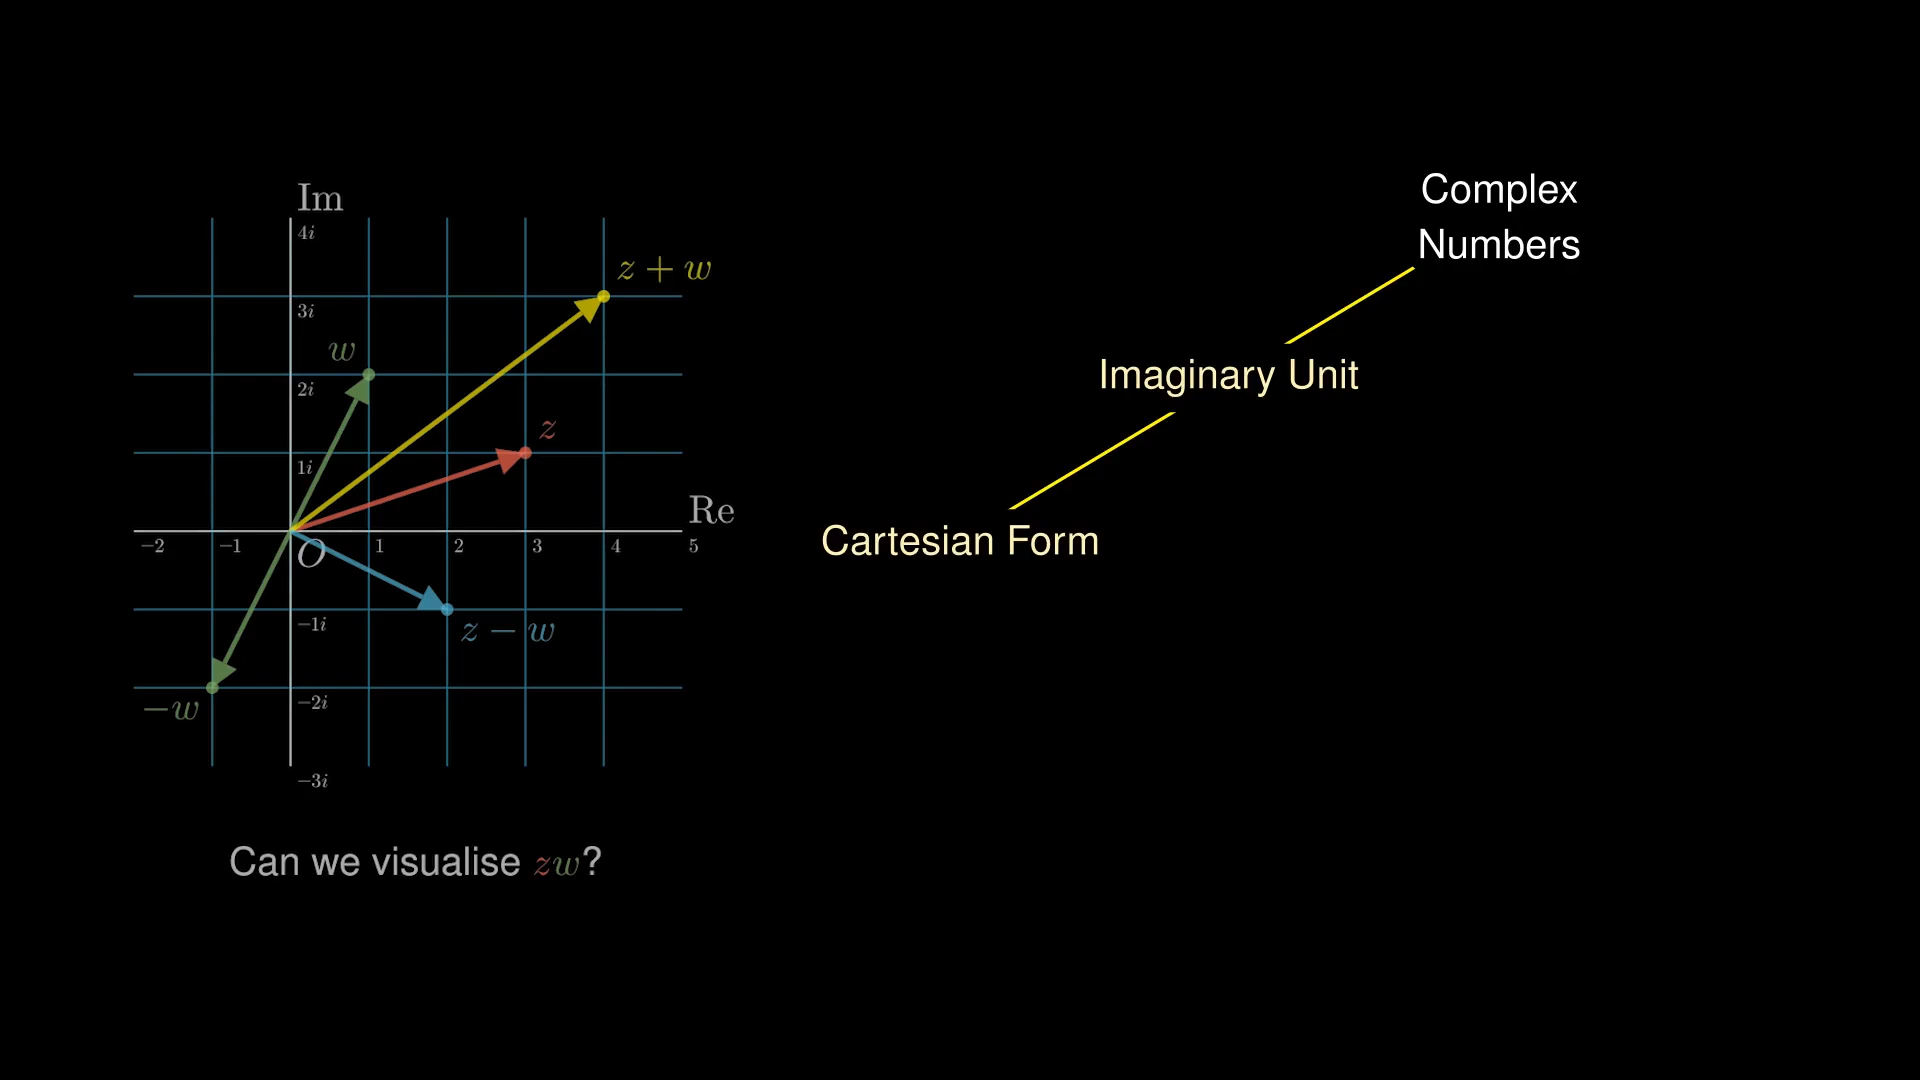 Im
4i
3i
2i
1i
-1i
-2i
-3i
z + w
w
z
Re
−2 −1 O 1 2 3 4 5
z − w
−w
Can we visualise zw?
Complex
Numbers
Imaginary Unit
Cartesian Form